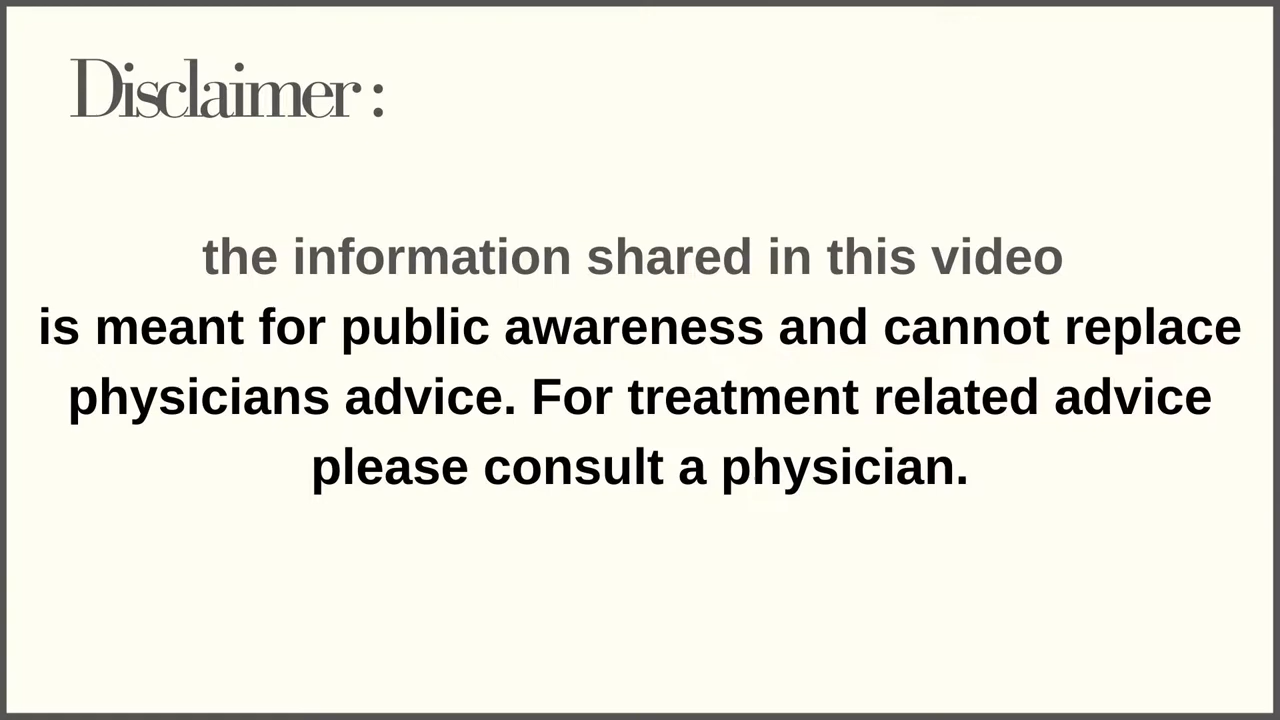 Disclaimer :
the information shared in this video
is meant for public awareness and cannot replace
physicians advice. For treatment related advice
please consult a physician.